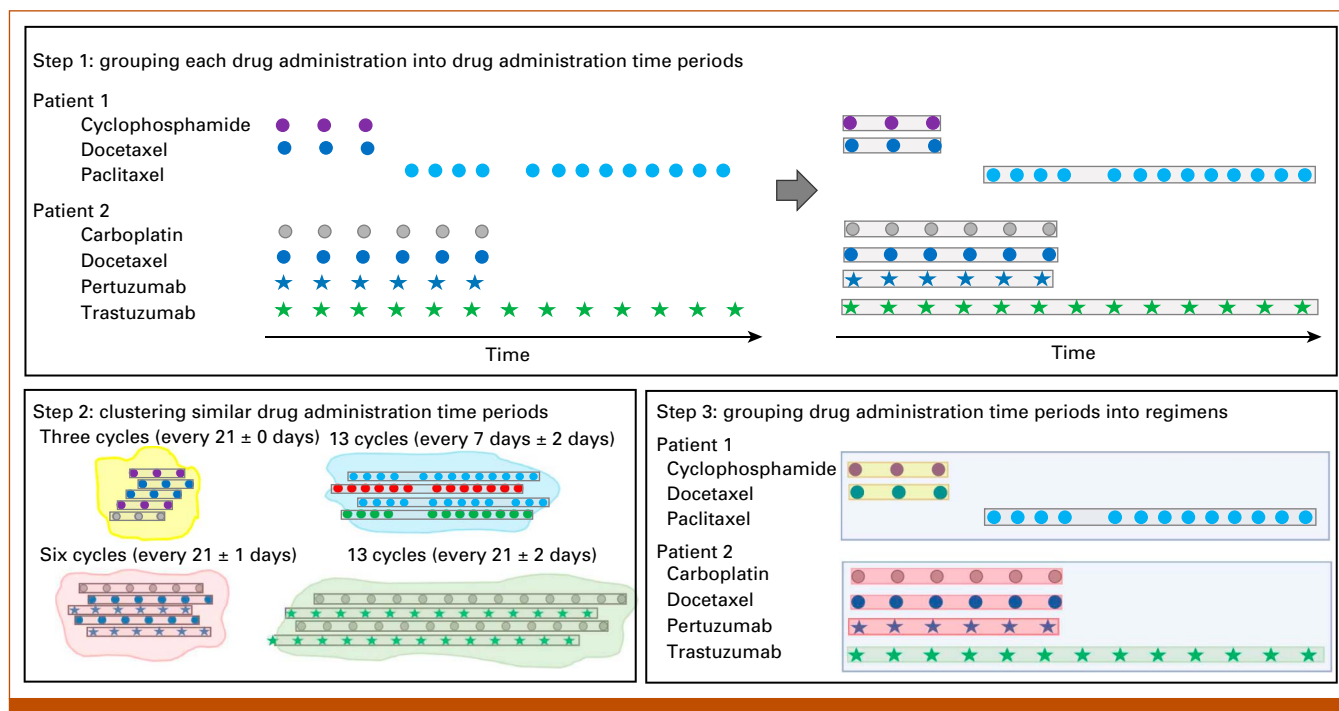 Step 1: grouping each drug administration into drug administration time periods
Patient 1
Cyclophosphamide
Docetaxel
Paclitaxel
Patient 2
Carboplatin
Docetaxel
Pertuzumab
Trastuzumab
Time
Time
Step 2: clustering similar drug administration time periods
Three cycles (every 21 ± 0 days)
13 cycles (every 7 days ± 2 days)
Six cycles (every 21 ± 1 days)
13 cycles (every 21 ± 2 days)
Step 3: grouping drug administration time periods into regimens
Patient 1
Cyclophosphamide
Docetaxel
Paclitaxel
Patient 2
Carboplatin
Docetaxel
Pertuzumab
Trastuzumab